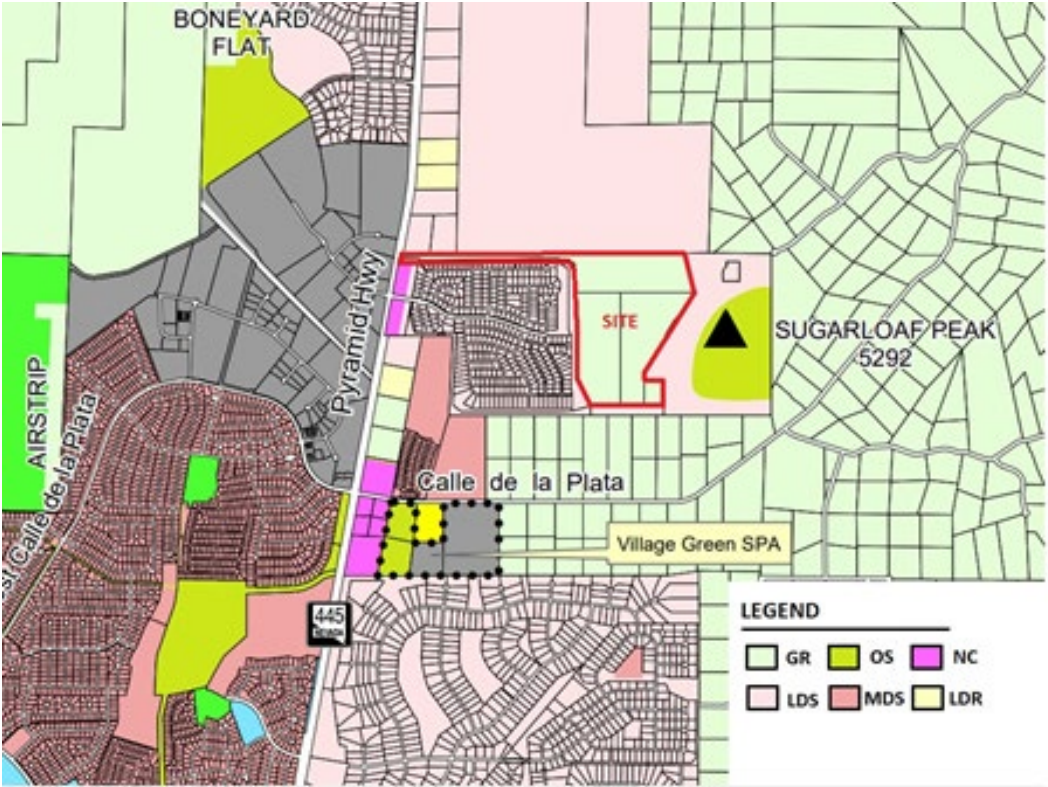 BONEYARD
FLAT
Pyramid Hwy
SITE
SUGARLOAF PEAK
5292
AIRSTRIP
st Calle de la Plata
Calle de la Plata
Village Green SPA
445
LEGEND
GR
OS
NC
LDS
MDS
LDR